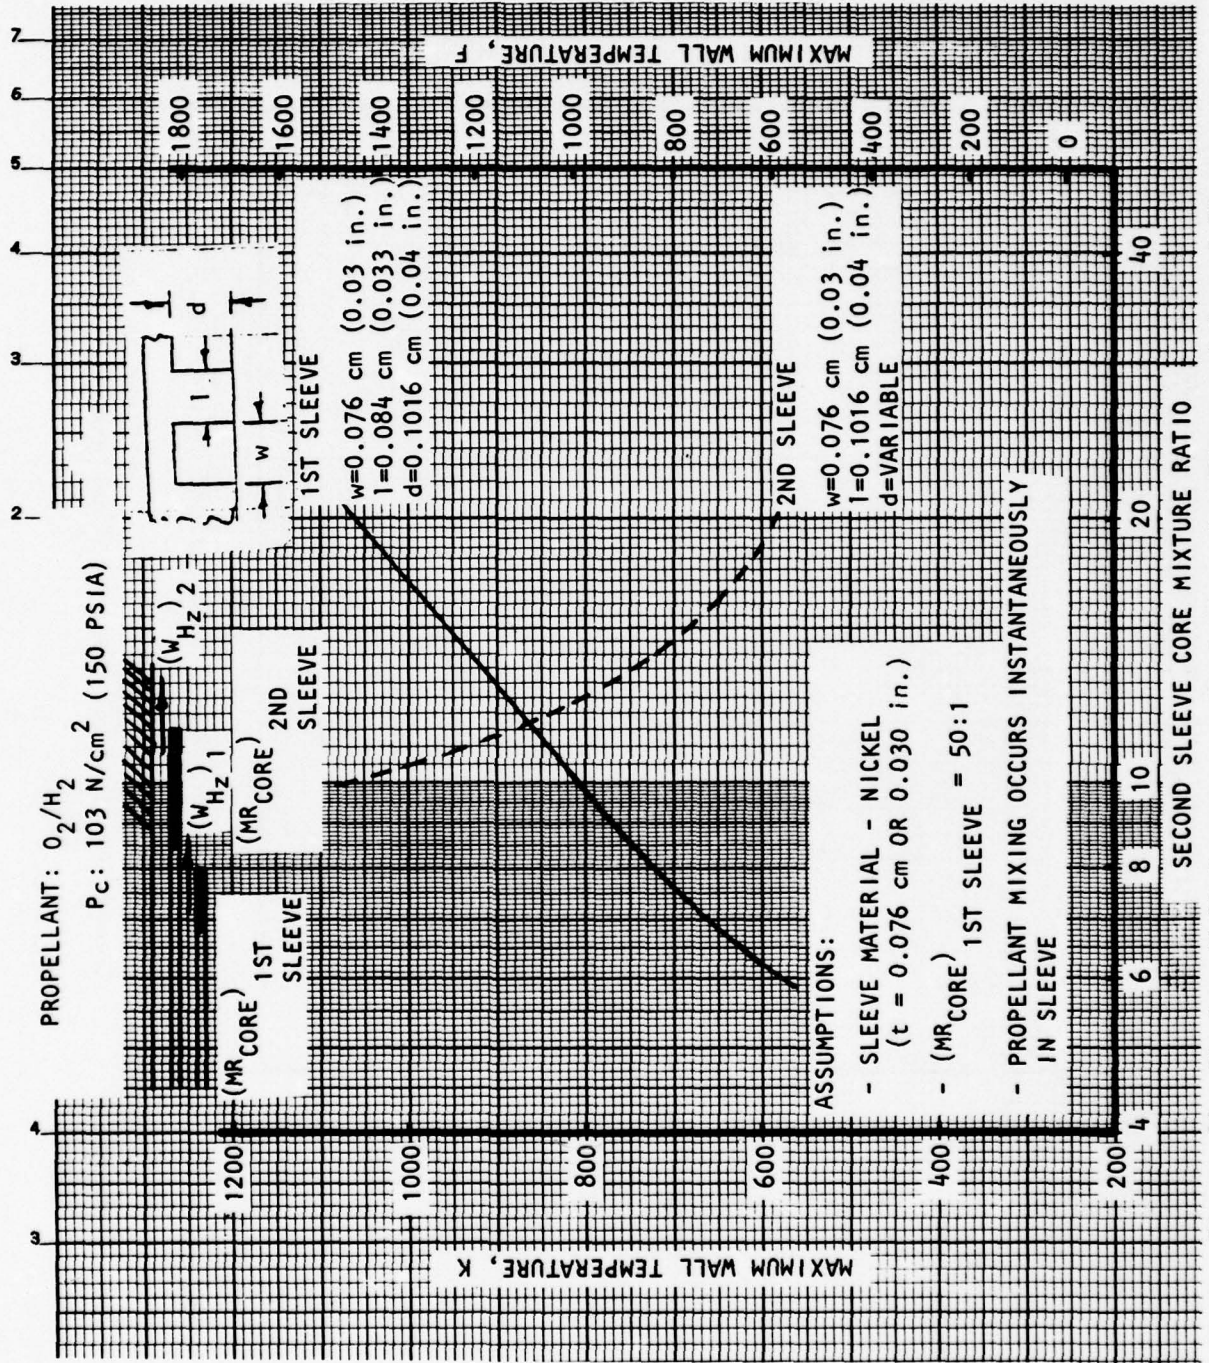 PROPELLANT: O2/H2
Pc: 103 N/cm2 (150 PSIA)
(MRCORE) 1ST SLEEVE
(WHz)1
(MRCORE) 2ND SLEEVE
(WHz)2
w
l
d
1ST SLEEVE
w=0.076 cm (0.03 in.)
l=0.084 cm (0.033 in.)
d=0.1016 cm (0.04 in.)
2ND SLEEVE
w=0.076 cm (0.03 in.)
l=0.1016 cm (0.04 in.)
d=VARIABLE
ASSUMPTIONS:
- SLEEVE MATERIAL - NICKEL
(t = 0.076 cm OR 0.030 in.)
- (MRCORE) 1ST SLEEVE = 50:1
- PROPELLANT MIXING OCCURS INSTANTANEOUSLY
IN SLEEVE
MAXIMUM WALL TEMPERATURE, K
1200
1000
800
600
400
200
MAXIMUM WALL TEMPERATURE, F
1800
1600
1400
1200
1000
800
600
400
200
0
4
6
8
10
20
40
SECOND SLEEVE CORE MIXTURE RATIO
3
4
2
3
4
5
6
7